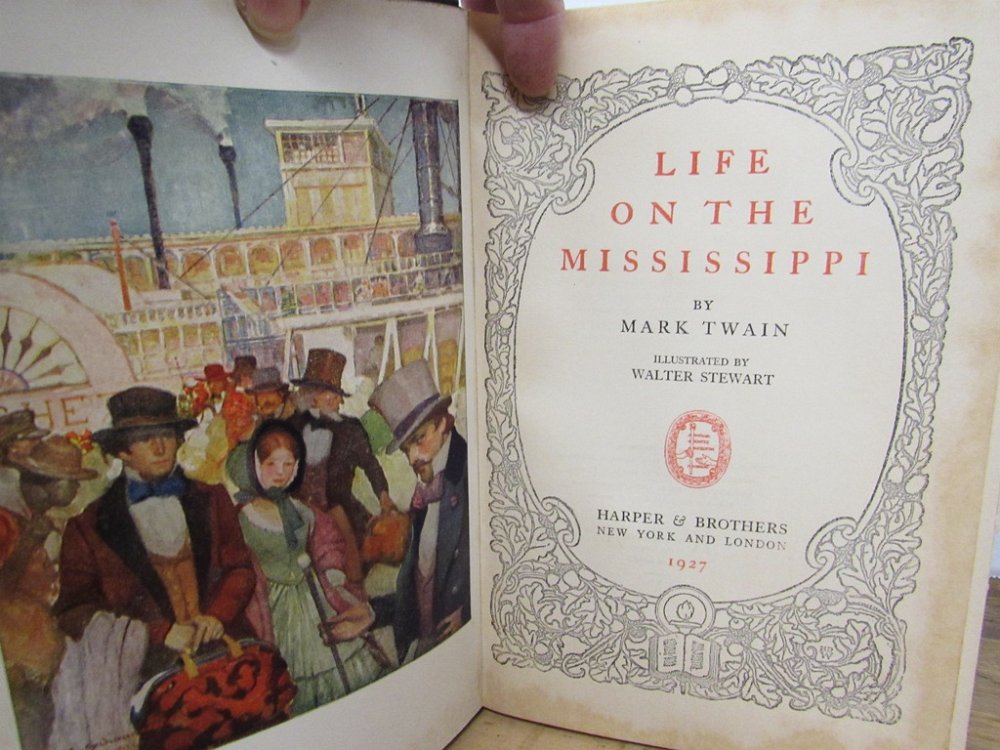 LIFE
ON THE
MISSISSIPPI
BY
MARK TWAIN
ILLUSTRATED BY
WALTER STEWART
HARPER & BROTHERS
NEW YORK AND LONDON
1927